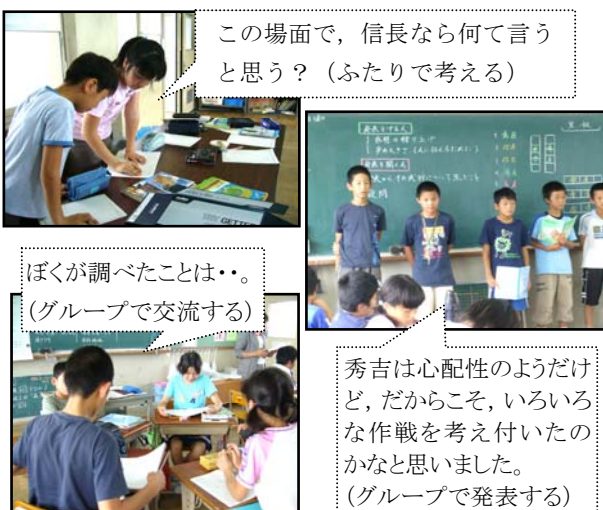 この場面で，信長なら何て言う
と思う？（ふたりで考える）
ぼくが調べたことは・・。
(グループで交流する)
秀吉は心配性のようだけ
ど，だからこそ，いろいろ
な作戦を考え付いたの
かなと思いました。
(グループで発表する)